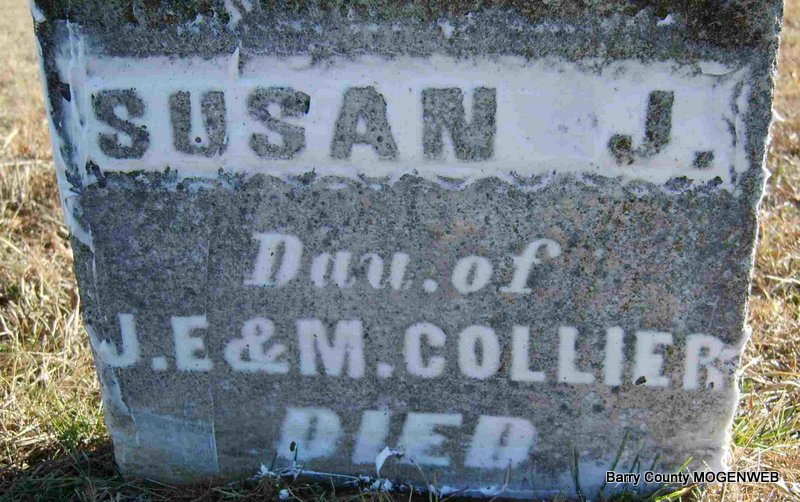 SUSAN J.
Dau. of
J. E & M. COLLIER
DIED
Barry County MOGENWEB